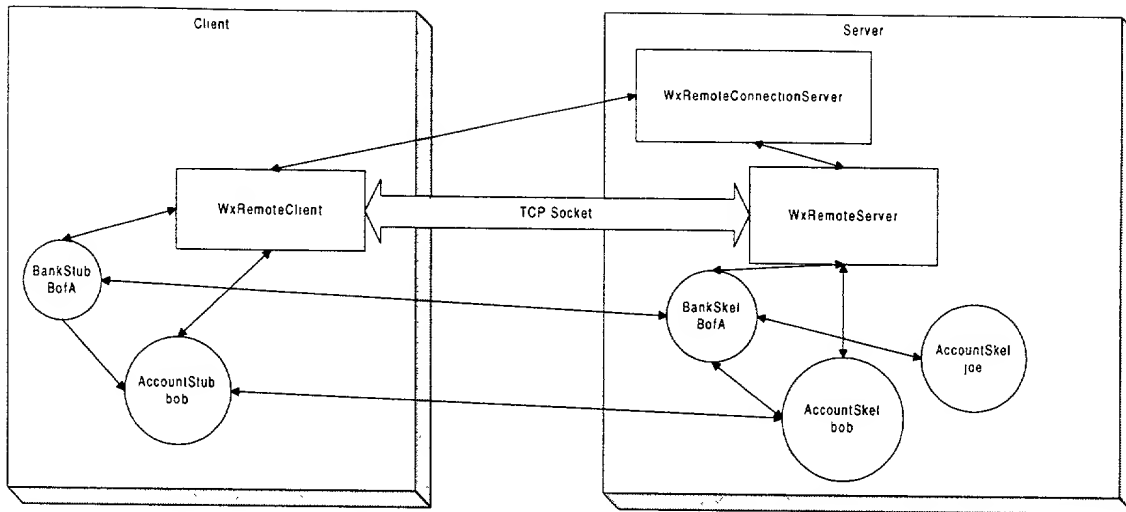 Client
Server
WxRemoteConnectionServer
WxRemoteClient
TCP Socket
WxRemoteServer
BankStub
BofA
BankSkel
BofA
AccountStub
bob
AccountSkel
joe
AccountSkel
bob